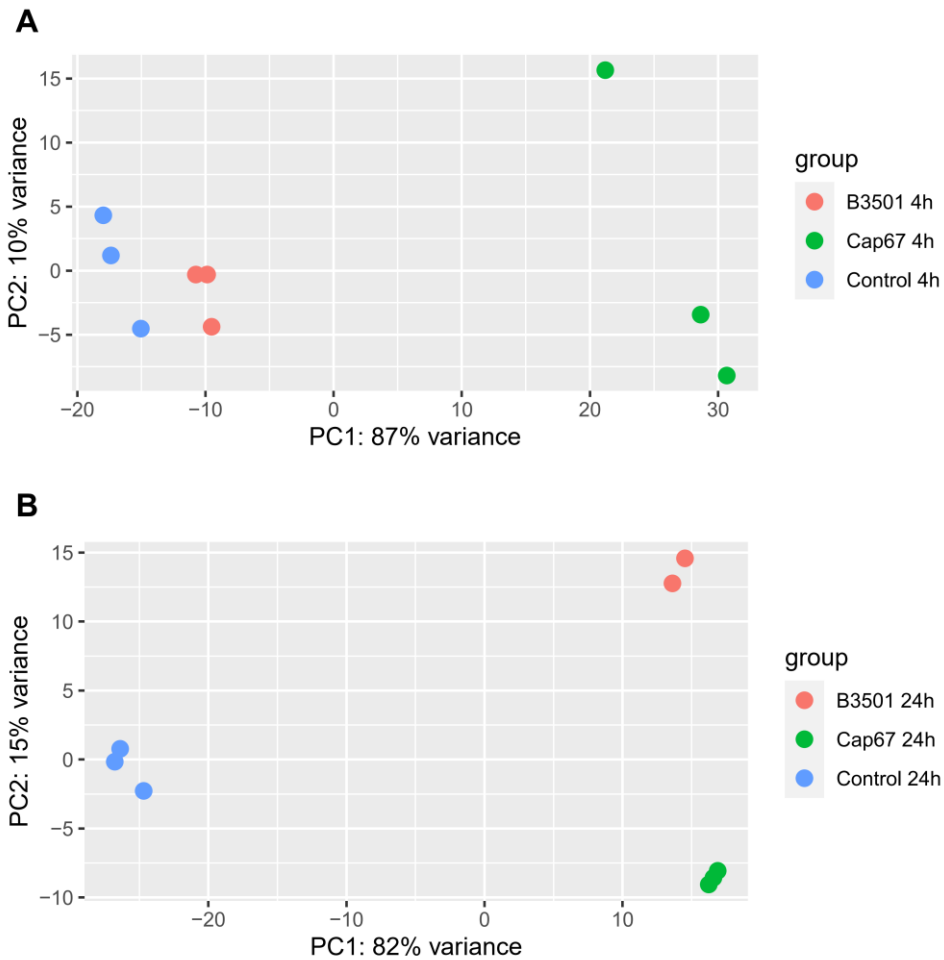 A
15
10
5
0
−5
PC2: 10% variance
−20 −10 0 10 20 30
PC1: 87% variance
group
B3501 4h
Cap67 4h
Control 4h
B
15
10
5
0
−5
−10
PC2: 15% variance
−20 −10 0 10
PC1: 82% variance
group
B3501 24h
Cap67 24h
Control 24h